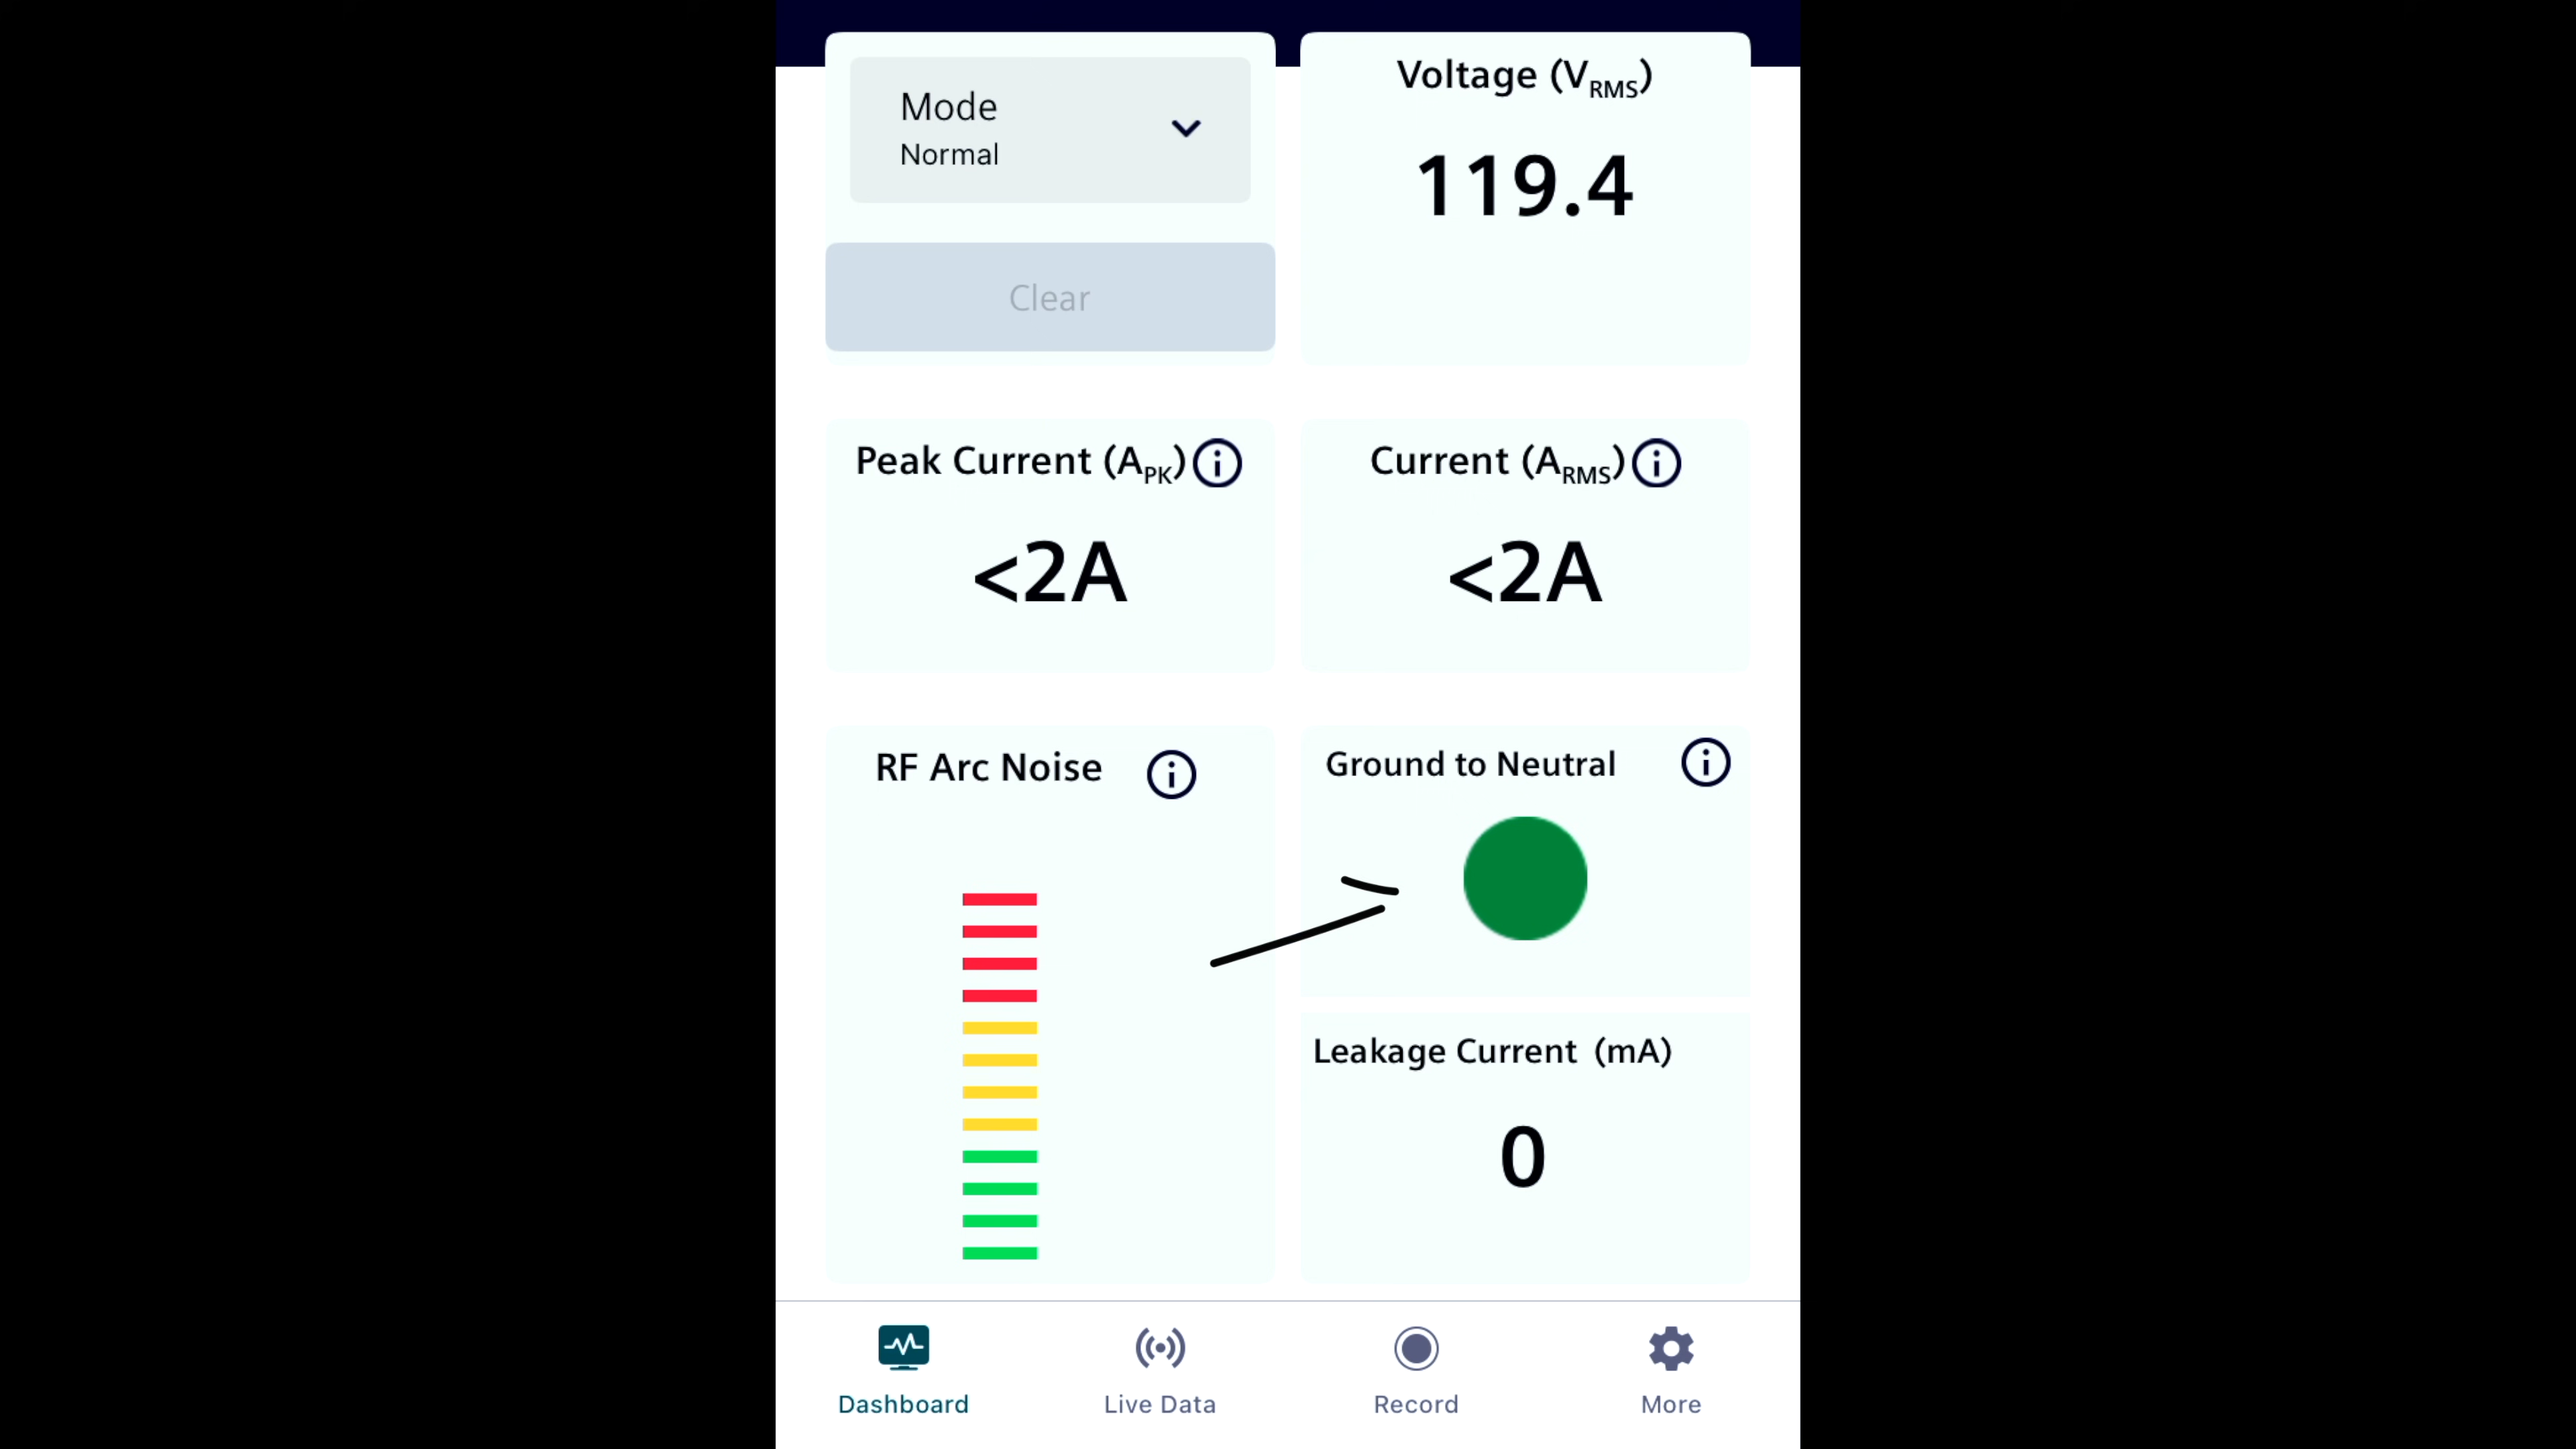 Mode
Normal
Clear
Voltage (VRMS)
119.4
Peak Current (APK)
<2A
Current (ARMS)
<2A
RF Arc Noise
Ground to Neutral
Leakage Current (mA)
0
Dashboard
Live Data
Record
More